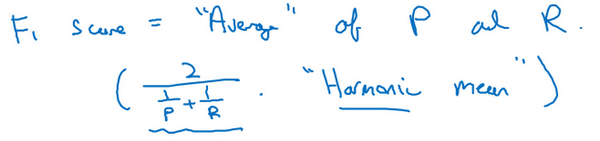 F₁ score = "Average" of P and R.
( 2 / (1/P + 1/R) . "Harmonic mean" )